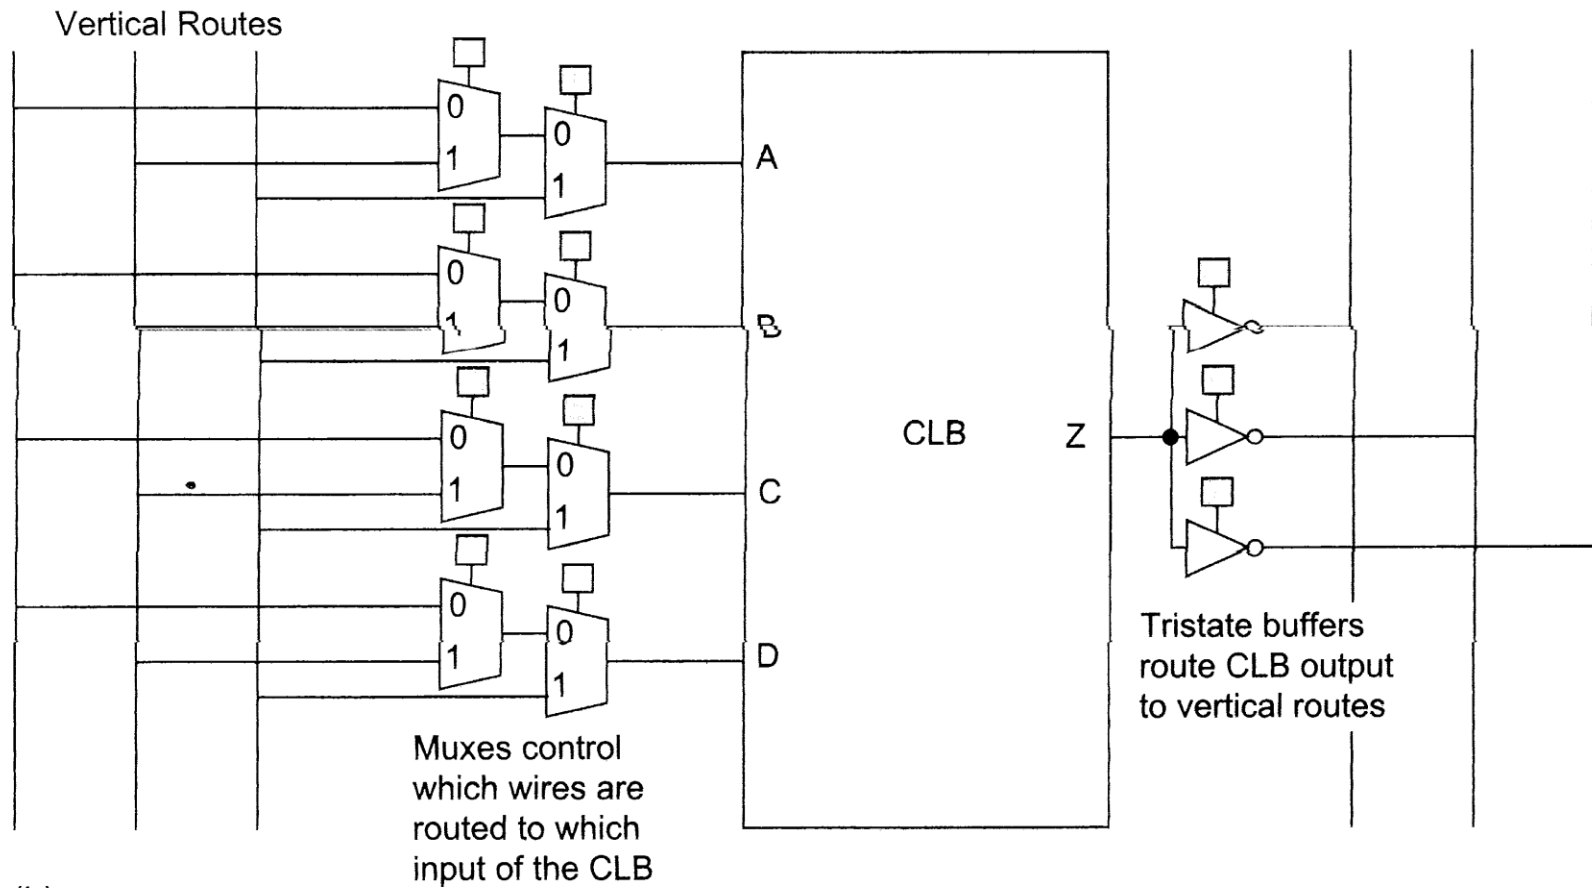 Vertical Routes
0
1
0
1
A
0
1
0
1
B
0
1
0
1
C
0
1
0
1
D
CLB
Z
Tristate buffers
route CLB output
to vertical routes
Muxes control
which wires are
routed to which
input of the CLB